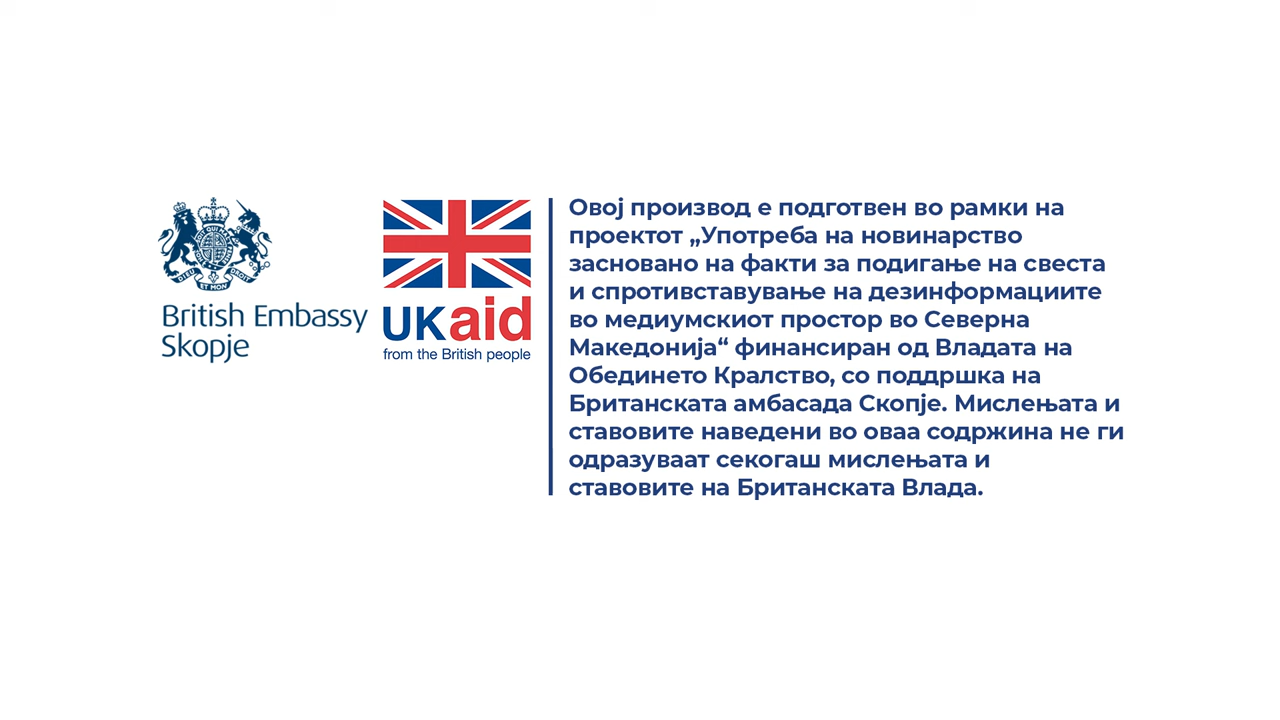 British Embassy
Skopje
UKaid
from the British people
Овој производ е подготвен во рамки на
проектот „Употреба на новинарство
засновано на факти за подигање на свеста
и спротивставување на дезинформациите
во медиумскиот простор во Северна
Македонија“ финансиран од Владата на
Обединето Кралство, со поддршка на
Британската амбасада Скопје. Мислењата и
ставовите наведени во оваа содржина не ги
одразуваат секогаш мислењата и
ставовите на Британската Влада.